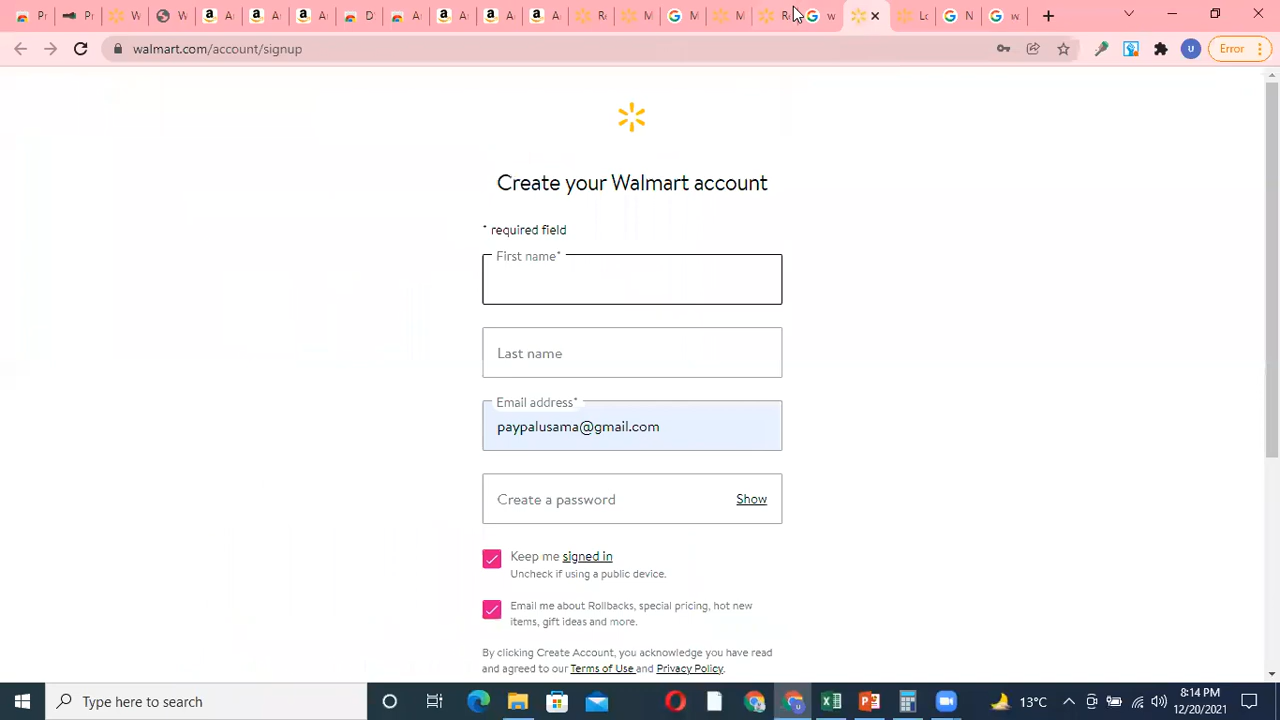 Pr
W
W
A
A
A
D
A
A
A
A
R
M
M
M
R
w
L
N
w
walmart.com/account/signup
U
Error
Create your Walmart account
* required field
First name*
Last name
Email address*
paypalusama@gmail.com
Create a password
Show
Keep me signed in
Uncheck if using a public device.
Email me about Rollbacks, special pricing, hot new
items, gift ideas and more.
By clicking Create Account, you acknowledge you have read
and agreed to our Terms of Use and Privacy Policy.
Type here to search
13°C
8:14 PM
12/20/2021